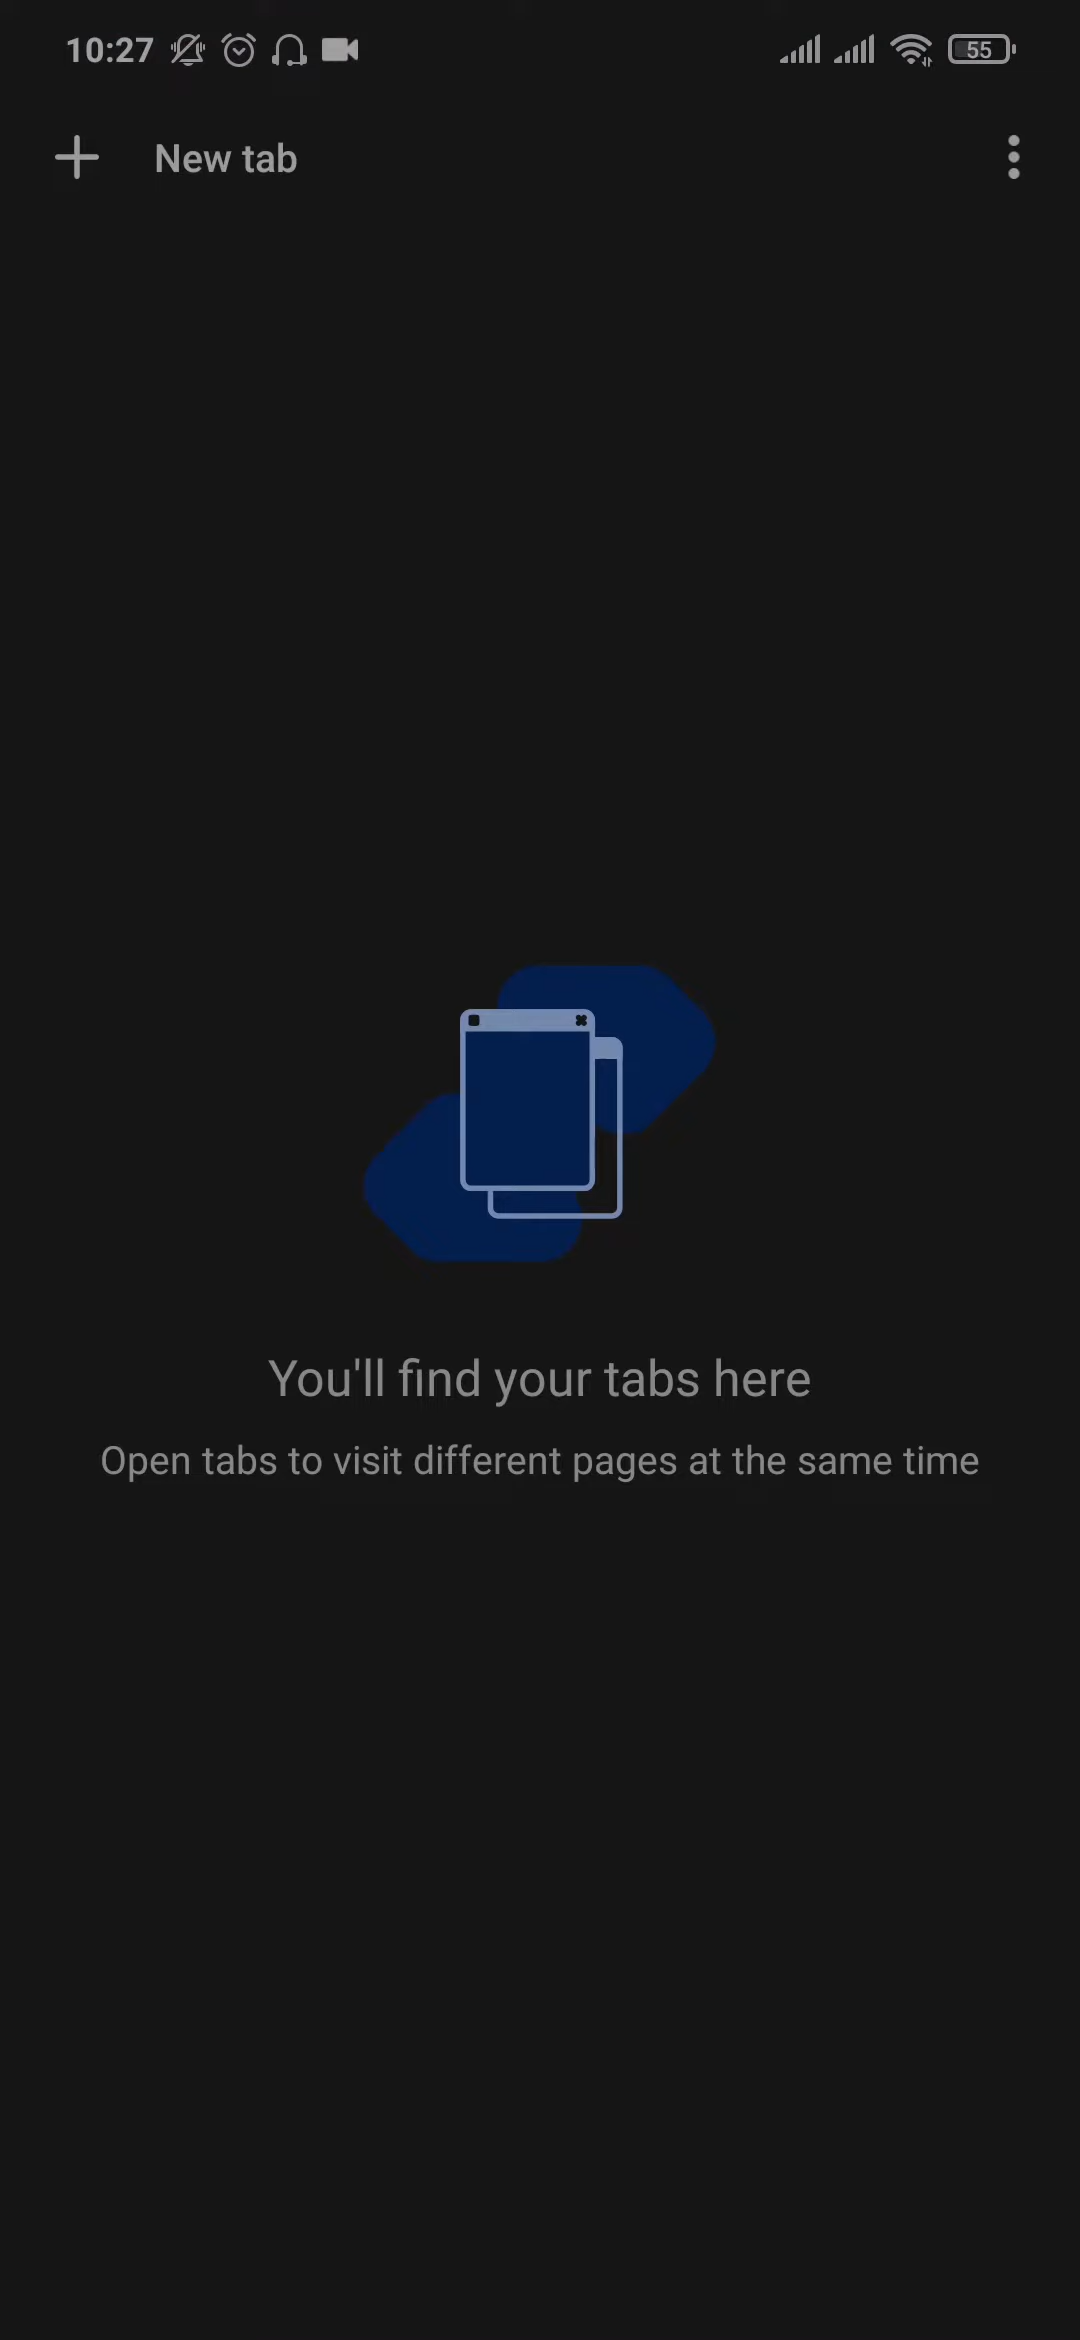 10:27
55
New tab
You'll find your tabs here
Open tabs to visit different pages at the same time